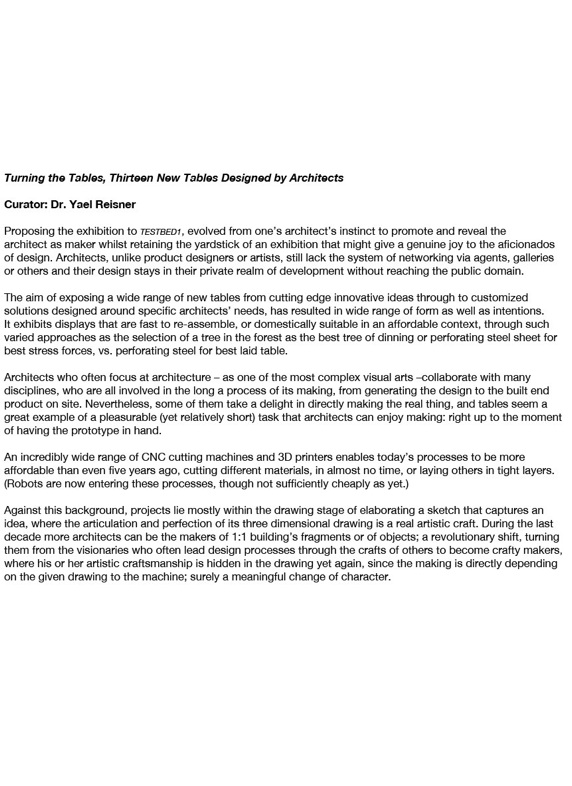 Turning the Tables, Thirteen New Tables Designed by Architects
Curator: Dr. Yael Reisner
Proposing the exhibition to TESTBED1, evolved from one's architect's instinct to promote and reveal the
architect as maker whilst retaining the yardstick of an exhibition that might give a genuine joy to the aficionados
of design. Architects, unlike product designers or artists, still lack the system of networking via agents, galleries
or others and their design stays in their private realm of development without reaching the public domain.
The aim of exposing a wide range of new tables from cutting edge innovative ideas through to customized
solutions designed around specific architects' needs, has resulted in wide range of form as well as intentions.
It exhibits displays that are fast to re-assemble, or domestically suitable in an affordable context, through such
varied approaches as the selection of a tree in the forest as the best tree of dinning or perforating steel sheet for
best stress forces, vs. perforating steel for best laid table.
Architects who often focus at architecture – as one of the most complex visual arts –collaborate with many
disciplines, who are all involved in the long a process of its making, from generating the design to the built end
product on site. Nevertheless, some of them take a delight in directly making the real thing, and tables seem a
great example of a pleasurable (yet relatively short) task that architects can enjoy making: right up to the moment
of having the prototype in hand.
An incredibly wide range of CNC cutting machines and 3D printers enables today's processes to be more
affordable than even five years ago, cutting different materials, in almost no time, or laying others in tight layers.
(Robots are now entering these processes, though not sufficiently cheaply as yet.)
Against this background, projects lie mostly within the drawing stage of elaborating a sketch that captures an
idea, where the articulation and perfection of its three dimensional drawing is a real artistic craft. During the last
decade more architects can be the makers of 1:1 building's fragments or of objects; a revolutionary shift, turning
them from the visionaries who often lead design processes through the crafts of others to become crafty makers,
where his or her artistic craftsmanship is hidden in the drawing yet again, since the making is directly depending
on the given drawing to the machine; surely a meaningful change of character.